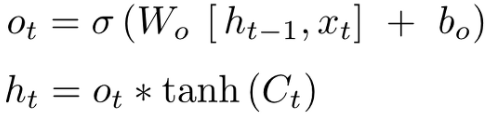 o_t = σ (W_o [h_{t−1}, x_t] + b_o)
h_t = o_t * tanh (C_t)